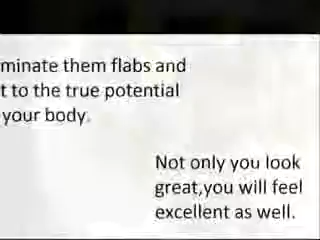 minate them flabs and
t to the true potential
your body.
Not only you look
great,you will feel
excellent as well.